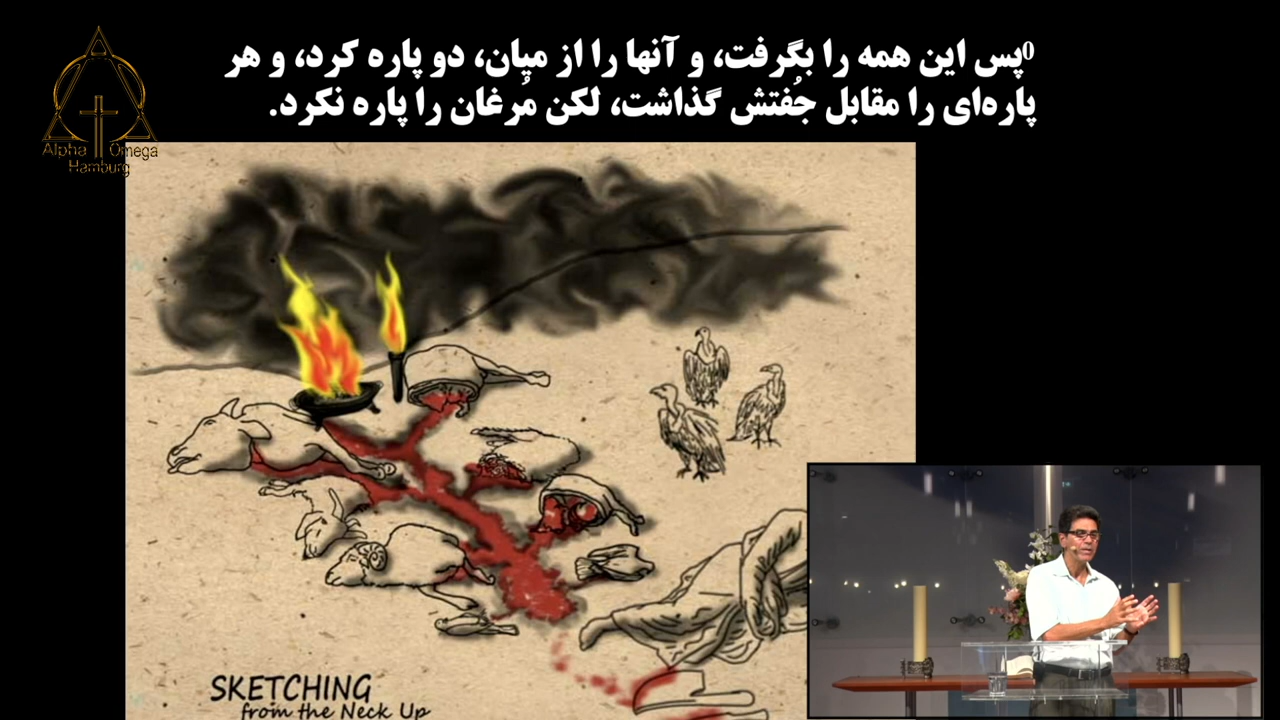 ⁰پس این همه را بگرفت، و آنها را از میان، دو پاره کرد، و هر
پاره‌ای را مقابل جُفتش گذاشت، لکن مُرغان را پاره نکرد.
Alpha Omega
Hamburg
SKETCHING
from the Neck Up